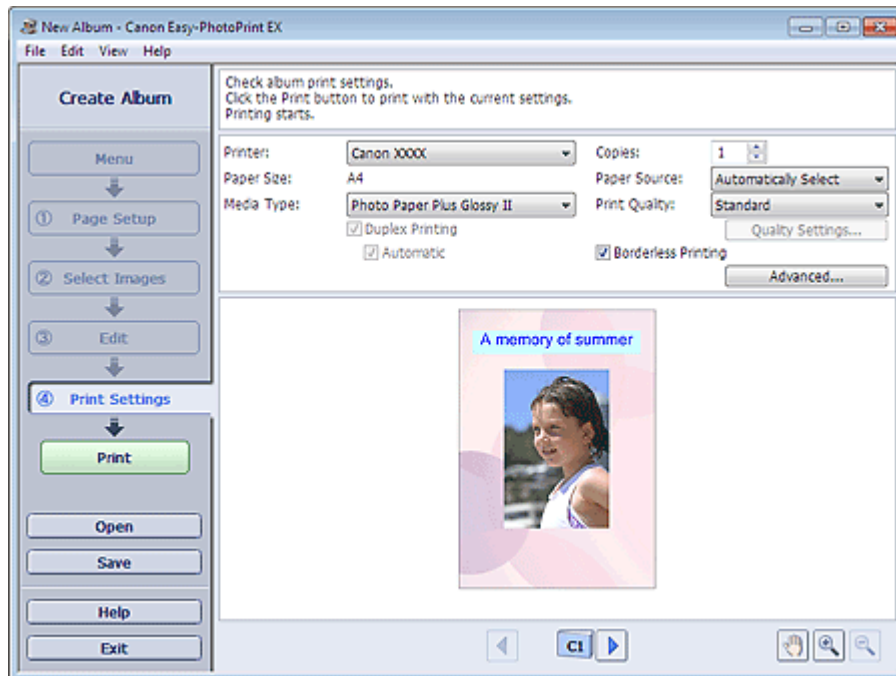 New Album - Canon Easy-PhotoPrint EX
File Edit View Help
Create Album
Menu
① Page Setup
② Select Images
③ Edit
④ Print Settings
Print
Open
Save
Help
Exit
Check album print settings.
Click the Print button to print with the current settings.
Printing starts.
Printer: Canon XXXX Copies: 1
Paper Size: A4 Paper Source: Automatically Select
Media Type: Photo Paper Plus Glossy II Print Quality: Standard
Duplex Printing Quality Settings...
Automatic Borderless Printing
Advanced...
A memory of summer
C1